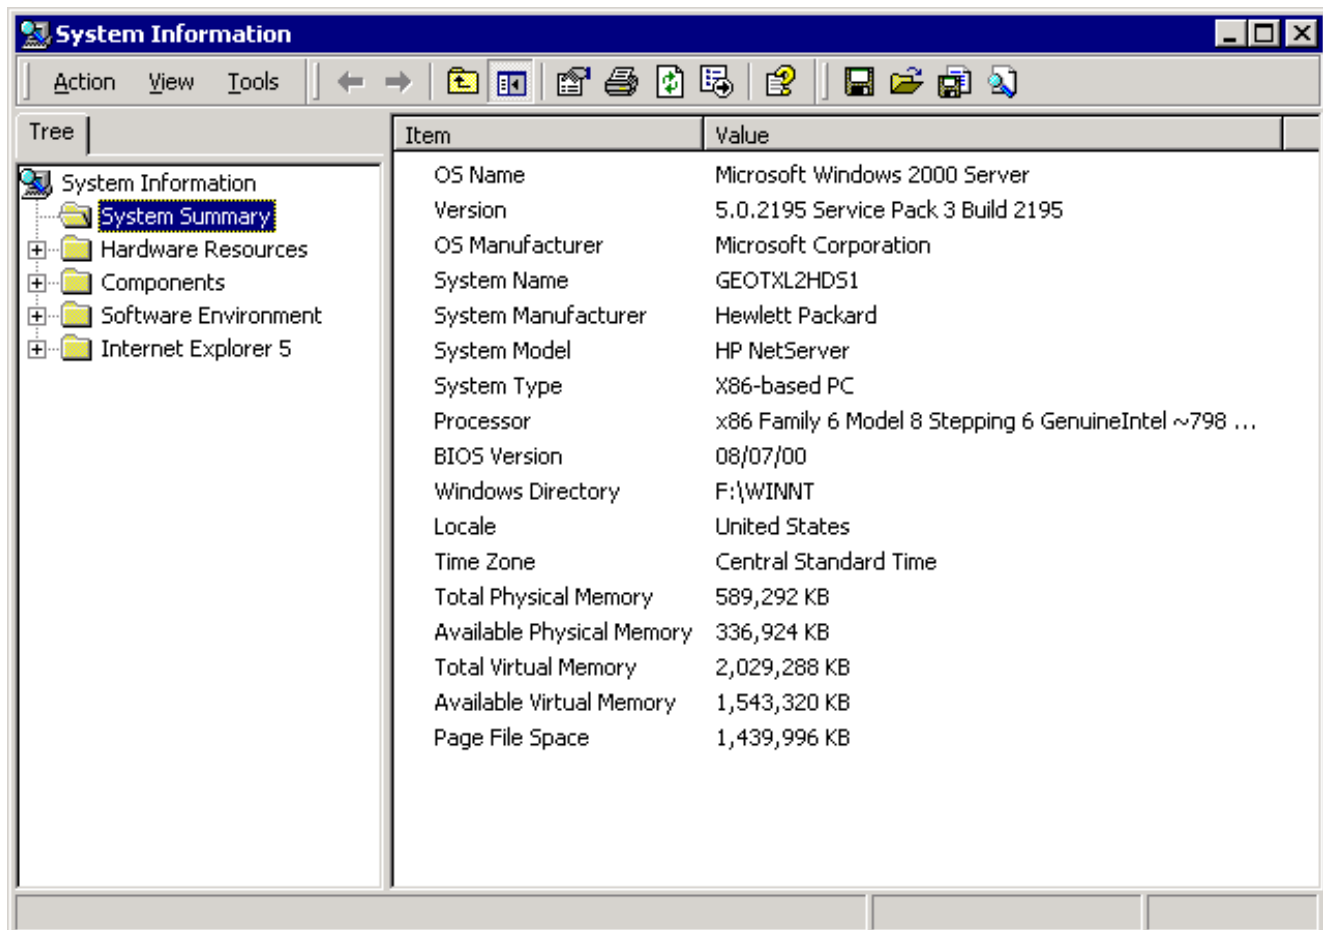 System Information
Action View Tools
Tree
System Information
System Summary
Hardware Resources
Components
Software Environment
Internet Explorer 5
Item Value
OS Name Microsoft Windows 2000 Server
Version 5.0.2195 Service Pack 3 Build 2195
OS Manufacturer Microsoft Corporation
System Name GEOTXL2HDS1
System Manufacturer Hewlett Packard
System Model HP NetServer
System Type X86-based PC
Processor x86 Family 6 Model 8 Stepping 6 GenuineIntel ~798 ...
BIOS Version 08/07/00
Windows Directory F:\WINNT
Locale United States
Time Zone Central Standard Time
Total Physical Memory 589,292 KB
Available Physical Memory 336,924 KB
Total Virtual Memory 2,029,288 KB
Available Virtual Memory 1,543,320 KB
Page File Space 1,439,996 KB